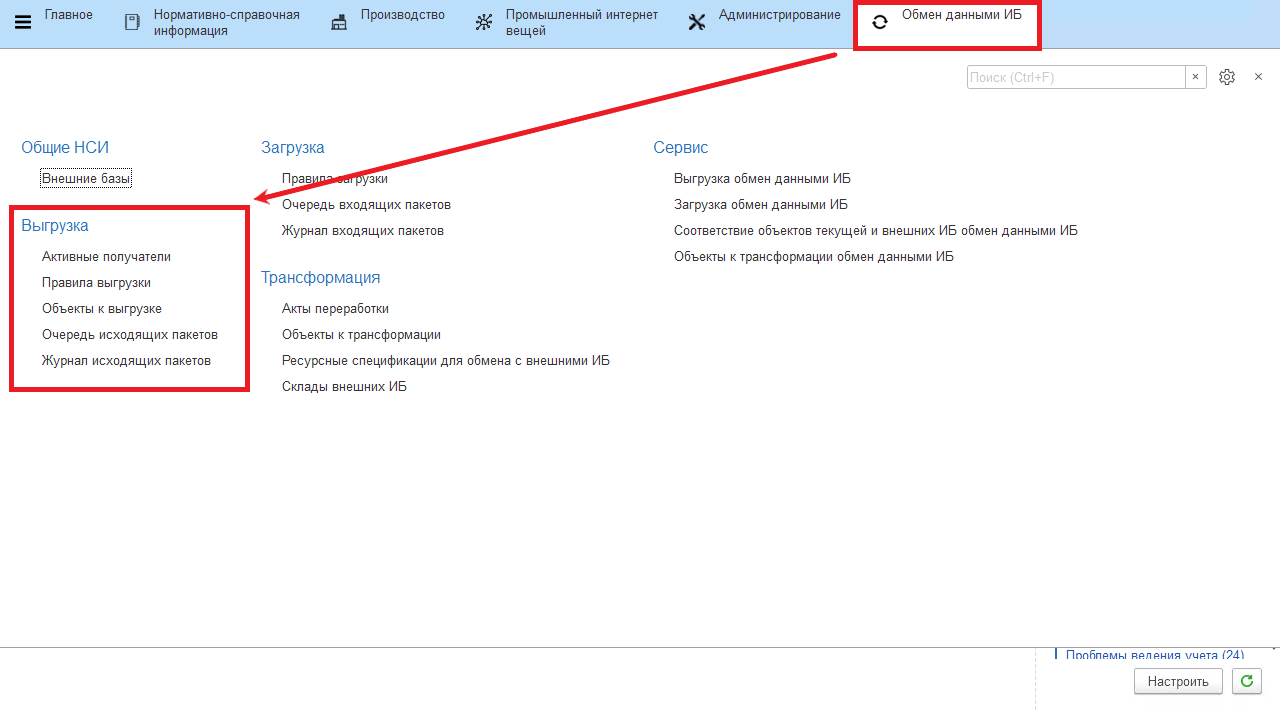 Главное
Нормативно-справочная
информация
Производство
Промышленный интернет
вещей
Администрирование
Обмен данными ИБ
Поиск (Ctrl+F)
Общие НСИ
Внешние базы
Выгрузка
Активные получатели
Правила выгрузки
Объекты к выгрузке
Очередь исходящих пакетов
Журнал исходящих пакетов
Загрузка
Правила загрузки
Очередь входящих пакетов
Журнал входящих пакетов
Трансформация
Акты переработки
Объекты к трансформации
Ресурсные спецификации для обмена с внешними ИБ
Склады внешних ИБ
Сервис
Выгрузка обмен данными ИБ
Загрузка обмен данными ИБ
Соответствие объектов текущей и внешних ИБ обмен данными ИБ
Объекты к трансформации обмен данными ИБ
Проблемы ведения учета (24)
Настроить